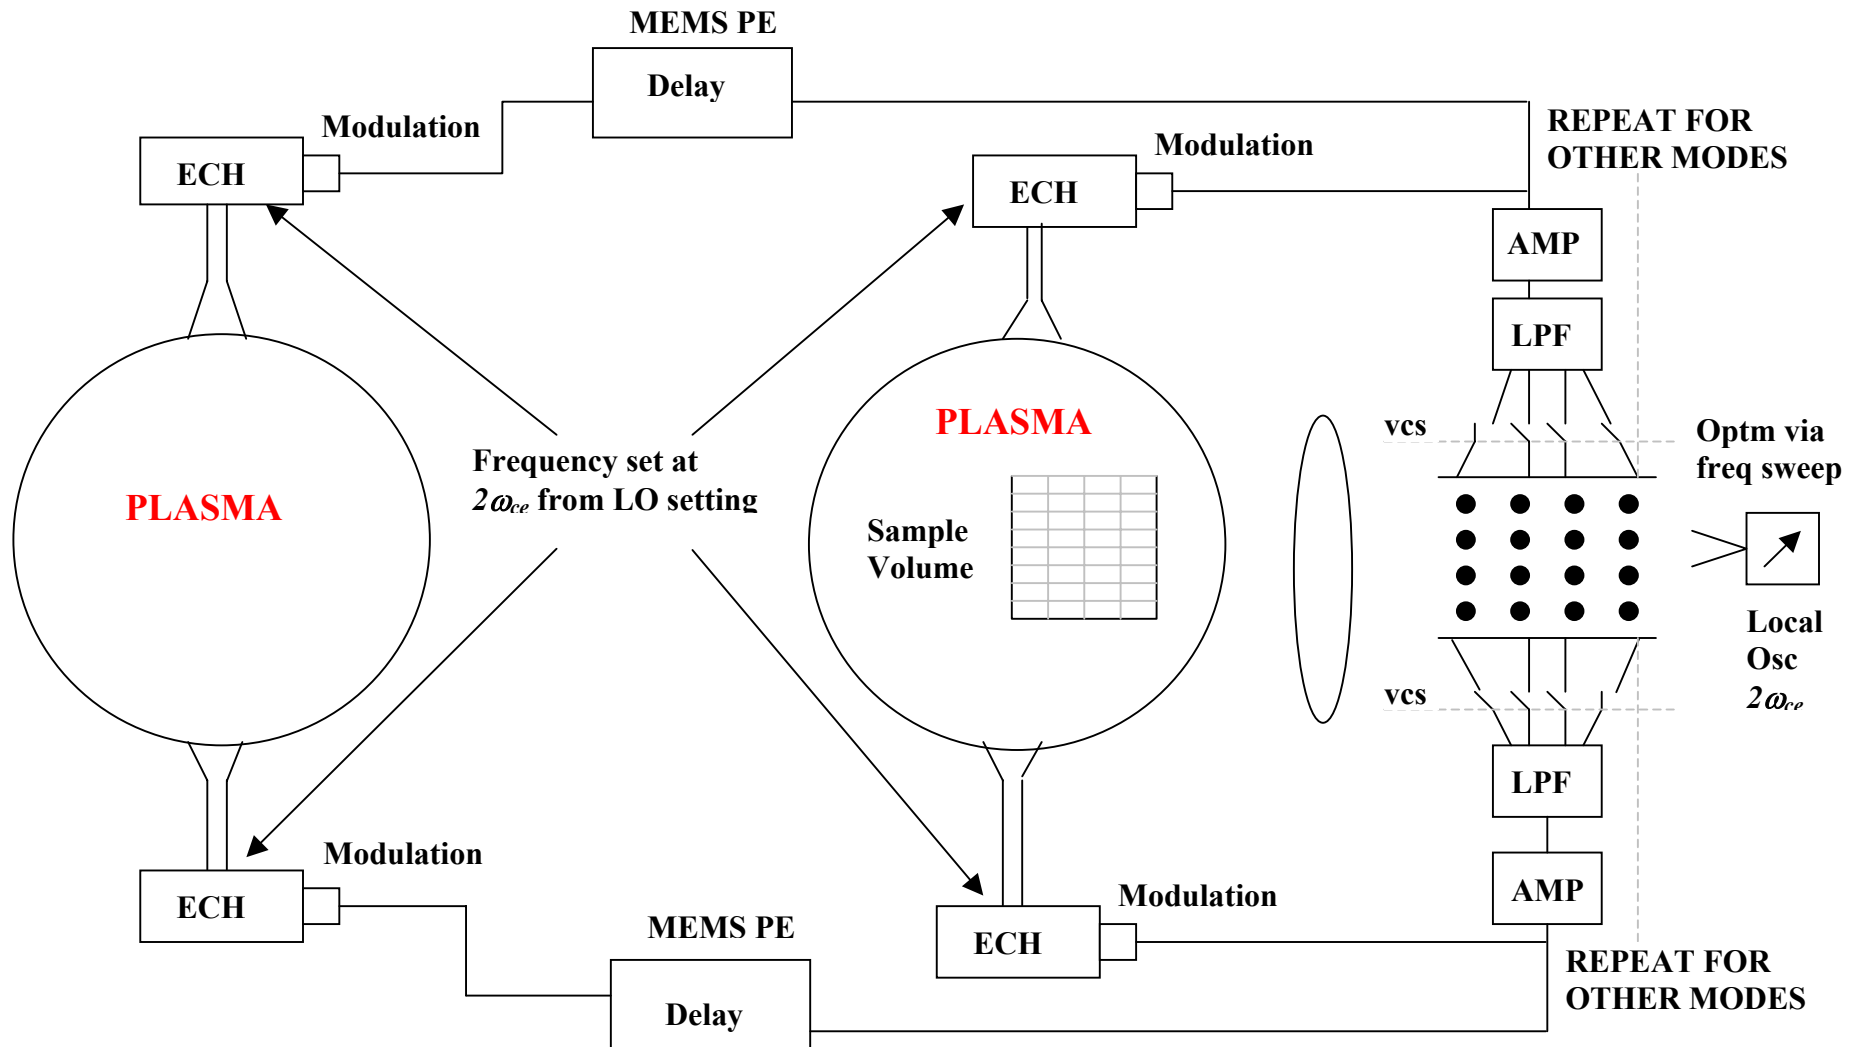 MEMS PE
Delay
Modulation
ECH
REPEAT FOR
OTHER MODES
Modulation
ECH
AMP
LPF
PLASMA
vcs
Optm via
freq sweep
Frequency set at
2ω_ce from LO setting
PLASMA
Sample
Volume
Local
Osc
2ω_ce
vcs
LPF
Modulation
ECH
AMP
Modulation
ECH
MEMS PE
Delay
REPEAT FOR
OTHER MODES